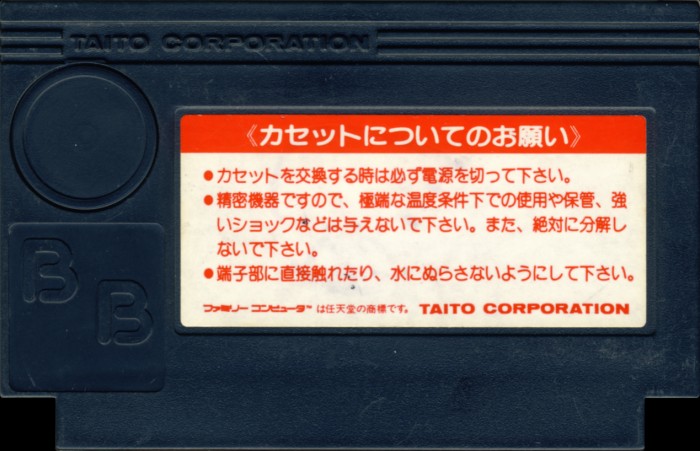 TAITO CORPORATION
《カセットについてのお願い》
●カセットを交換する時は必ず電源を切って下さい。
●精密機器ですので、極端な温度条件下での使用や保管、強
いショックなどは与えないで下さい。また、絶対に分解し
ないで下さい。
●端子部に直接触れたり、水にぬらさないようにして下さい。
ファミリーコンピュータ™は任天堂の商標です。 TAITO CORPORATION
B
B